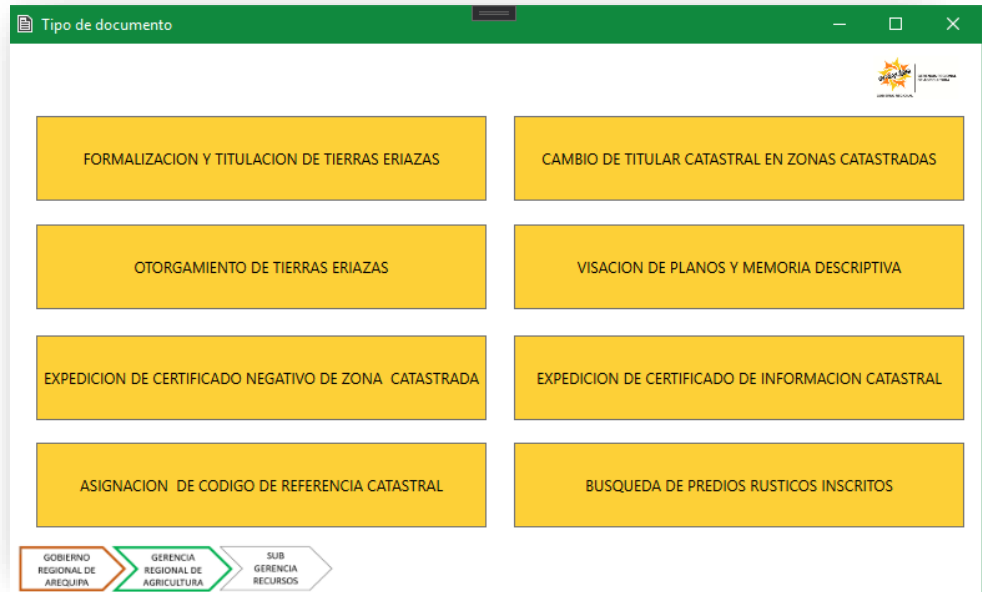 Tipo de documento
FORMALIZACION Y TITULACION DE TIERRAS ERIAZAS
CAMBIO DE TITULAR CATASTRAL EN ZONAS CATASTRADAS
OTORGAMIENTO DE TIERRAS ERIAZAS
VISACION DE PLANOS Y MEMORIA DESCRIPTIVA
EXPEDICION DE CERTIFICADO NEGATIVO DE ZONA  CATASTRADA
EXPEDICION DE CERTIFICADO DE INFORMACION CATASTRAL
ASIGNACION  DE CODIGO DE REFERENCIA CATASTRAL
BUSQUEDA DE PREDIOS RUSTICOS INSCRITOS
GOBIERNO
REGIONAL DE
AREQUIPA
GERENCIA
REGIONAL DE
AGRICULTURA
SUB
GERENCIA
RECURSOS